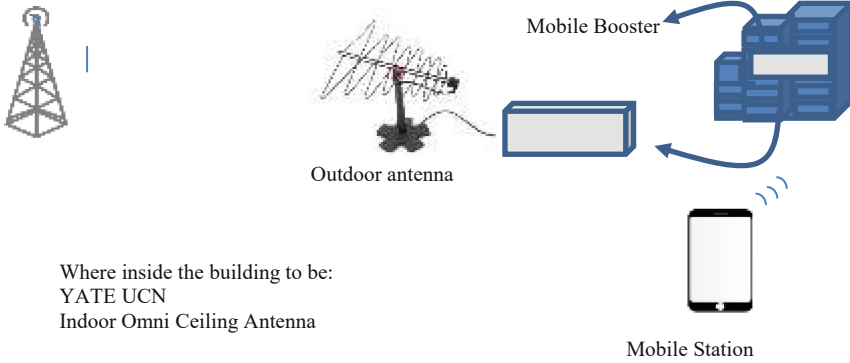 Mobile Booster
Outdoor antenna
Where inside the building to be:
YATE UCN
Indoor Omni Ceiling Antenna
Mobile Station